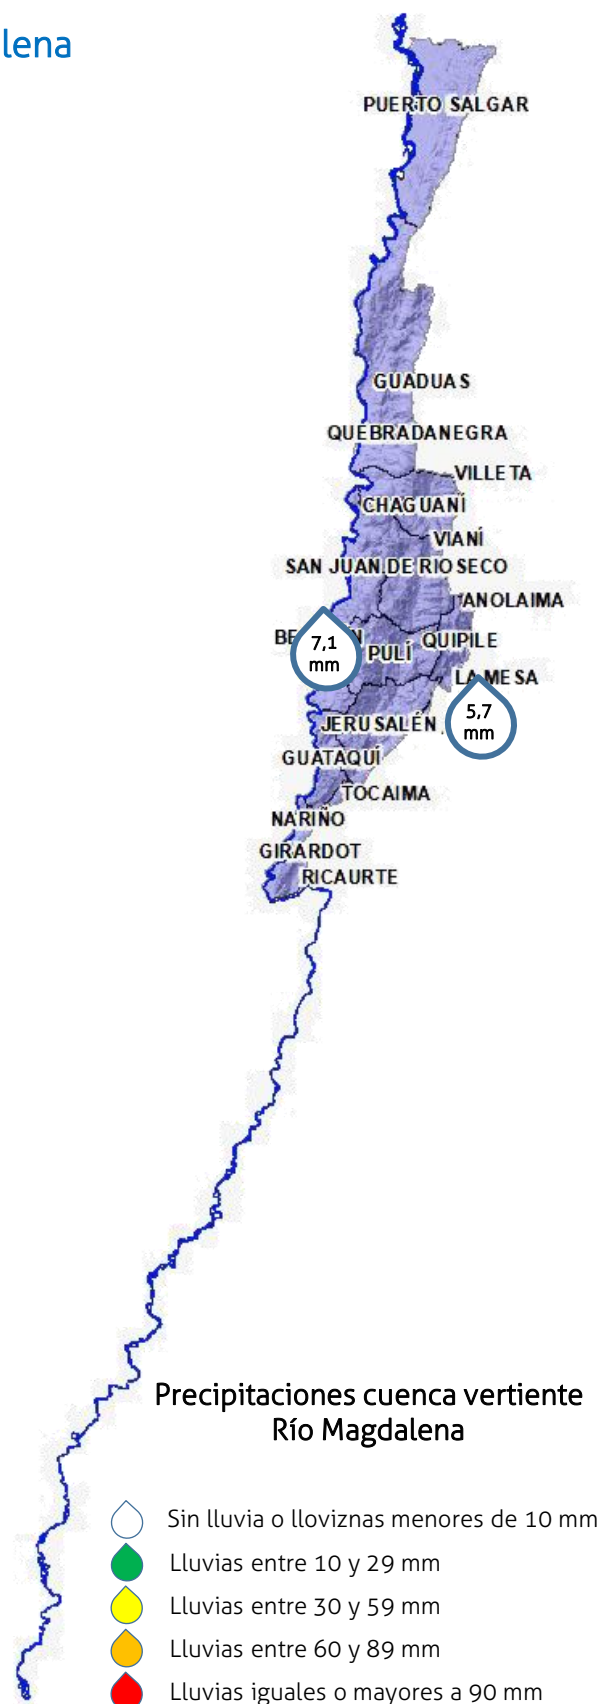 lena
PUERTO SALGAR
GUADUAS
QUEBRADANEGRA
VILLETA
CHAGUANÍ
VIANÍ
SAN JUAN DE RIOSECO
ANOLAIMA
7,1
mm
PULÍ
QUIPILE
LA MESA
5,7
mm
JERUSALÉN
GUATAQUÍ
TOCAIMA
NARIÑO
GIRARDOT
RICAURTE
Precipitaciones cuenca vertiente
Río Magdalena
Sin lluvia o lloviznas menores de 10 mm
Lluvias entre 10 y 29 mm
Lluvias entre 30 y 59 mm
Lluvias entre 60 y 89 mm
Lluvias iguales o mayores a 90 mm